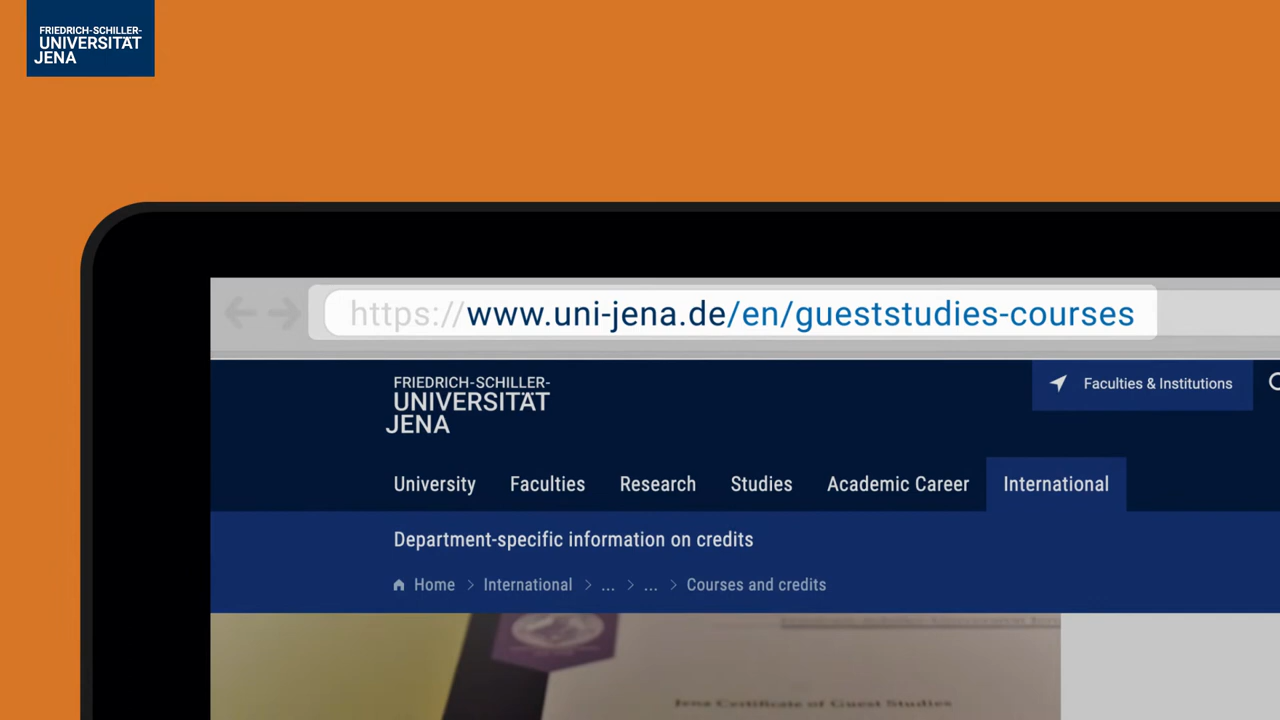 FRIEDRICH-SCHILLER-
UNIVERSITÄT
JENA
https://www.uni-jena.de/en/gueststudies-courses
FRIEDRICH-SCHILLER-
UNIVERSITÄT
JENA
Faculties & Institutions
University Faculties Research Studies Academic Career International
Department-specific information on credits
Home > International > ... > ... > Courses and credits
Jena Certificate of Guest Studies